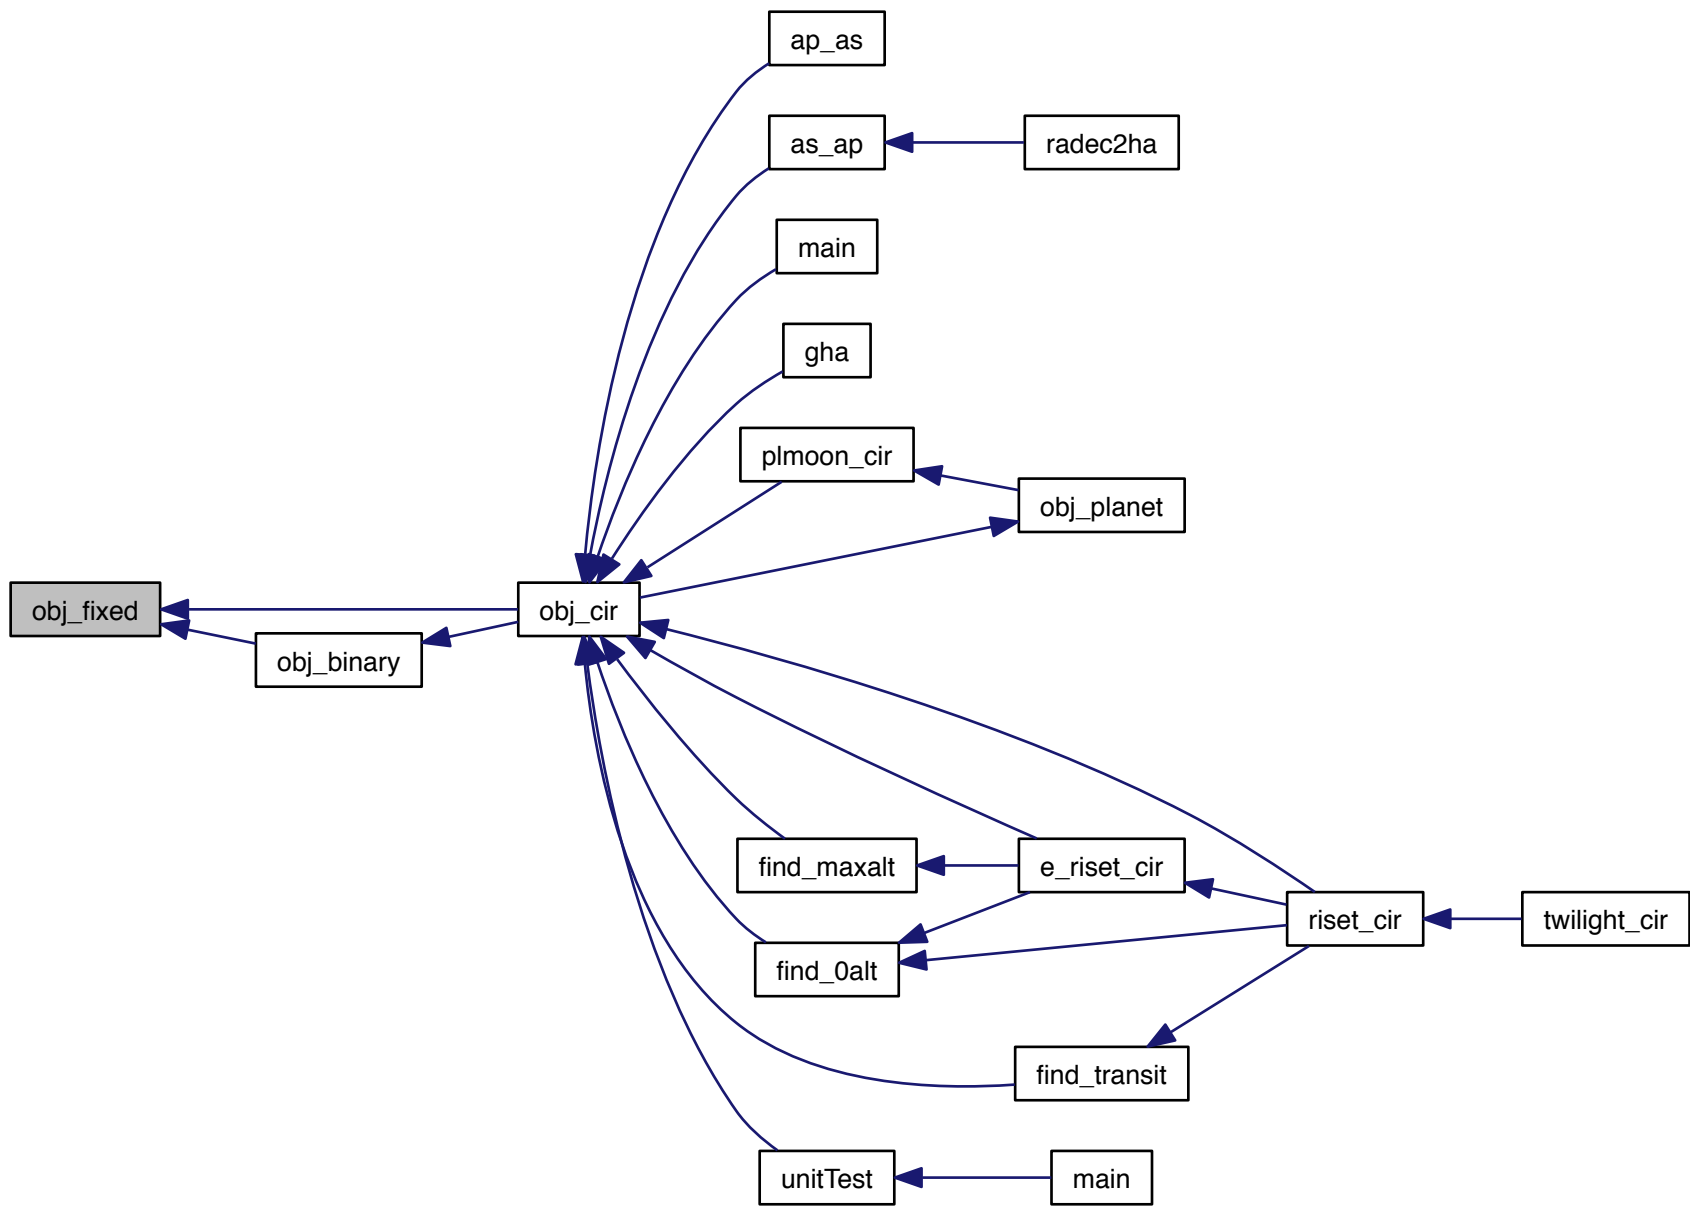 ap_as
as_ap
radec2ha
main
gha
plmoon_cir
obj_planet
obj_fixed
obj_cir
obj_binary
find_maxalt
e_riset_cir
riset_cir
twilight_cir
find_0alt
find_transit
unitTest
main